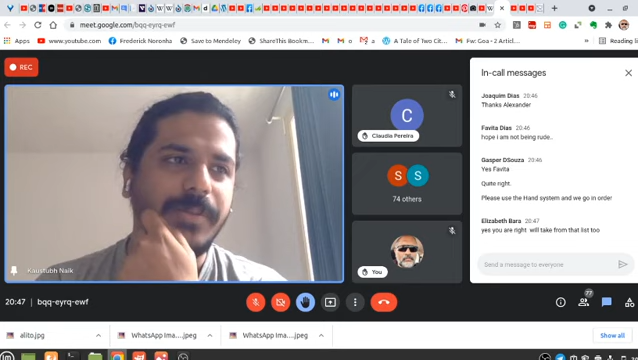 meet.google.com/bqq-eyrq-ewf
www.youtube.com
Frederick Noronha
Save to Mendeley
ShareThis Bookm...
A Tale of Two Cit...
Fw: Goa - 2 Articl...
Reading li
REC
In-call messages
Joaquim Dias 20:46
Thanks Alexander
Favita Dias 20:46
hope i am not being rude..
Gasper DSouza 20:46
Yes Favita
Quite right.
Please use the Hand system and we go in order
Elizabeth Bara 20:47
yes you are right will take from that list too
Send a message to everyone
C
Claudia Pereira
S S
74 others
You
Kaustubh Naik
20:47 | bqq-eyrq-ewf
77
alito.jpg
WhatsApp Ima....jpeg
WhatsApp Ima....jpeg
Show all